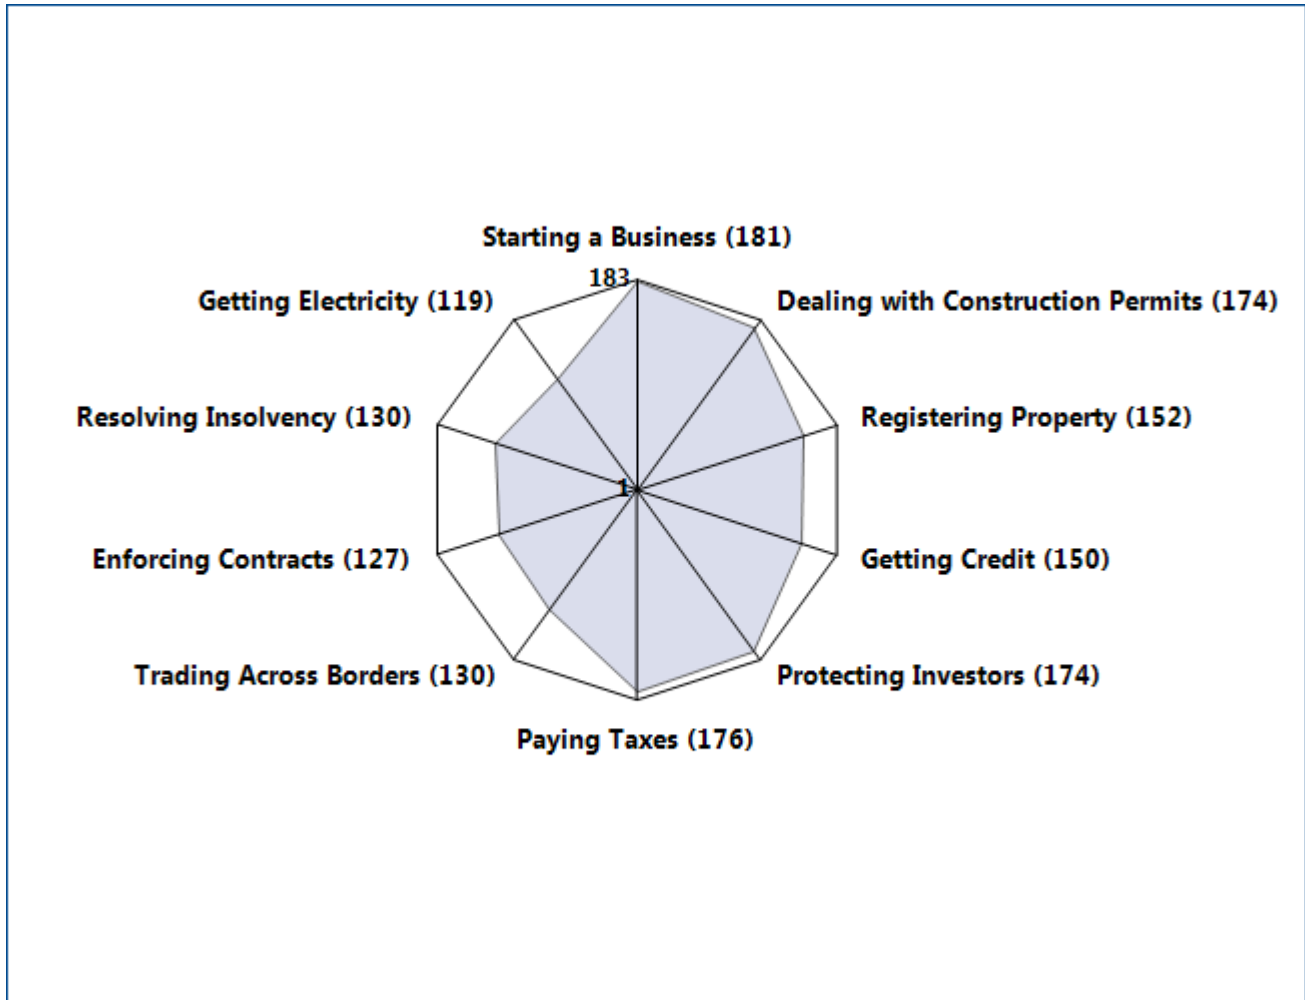 Starting a Business (181)
183
Getting Electricity (119)
Dealing with Construction Permits (174)
Resolving Insolvency (130)
Registering Property (152)
1
Enforcing Contracts (127)
Getting Credit (150)
Trading Across Borders (130)
Protecting Investors (174)
Paying Taxes (176)